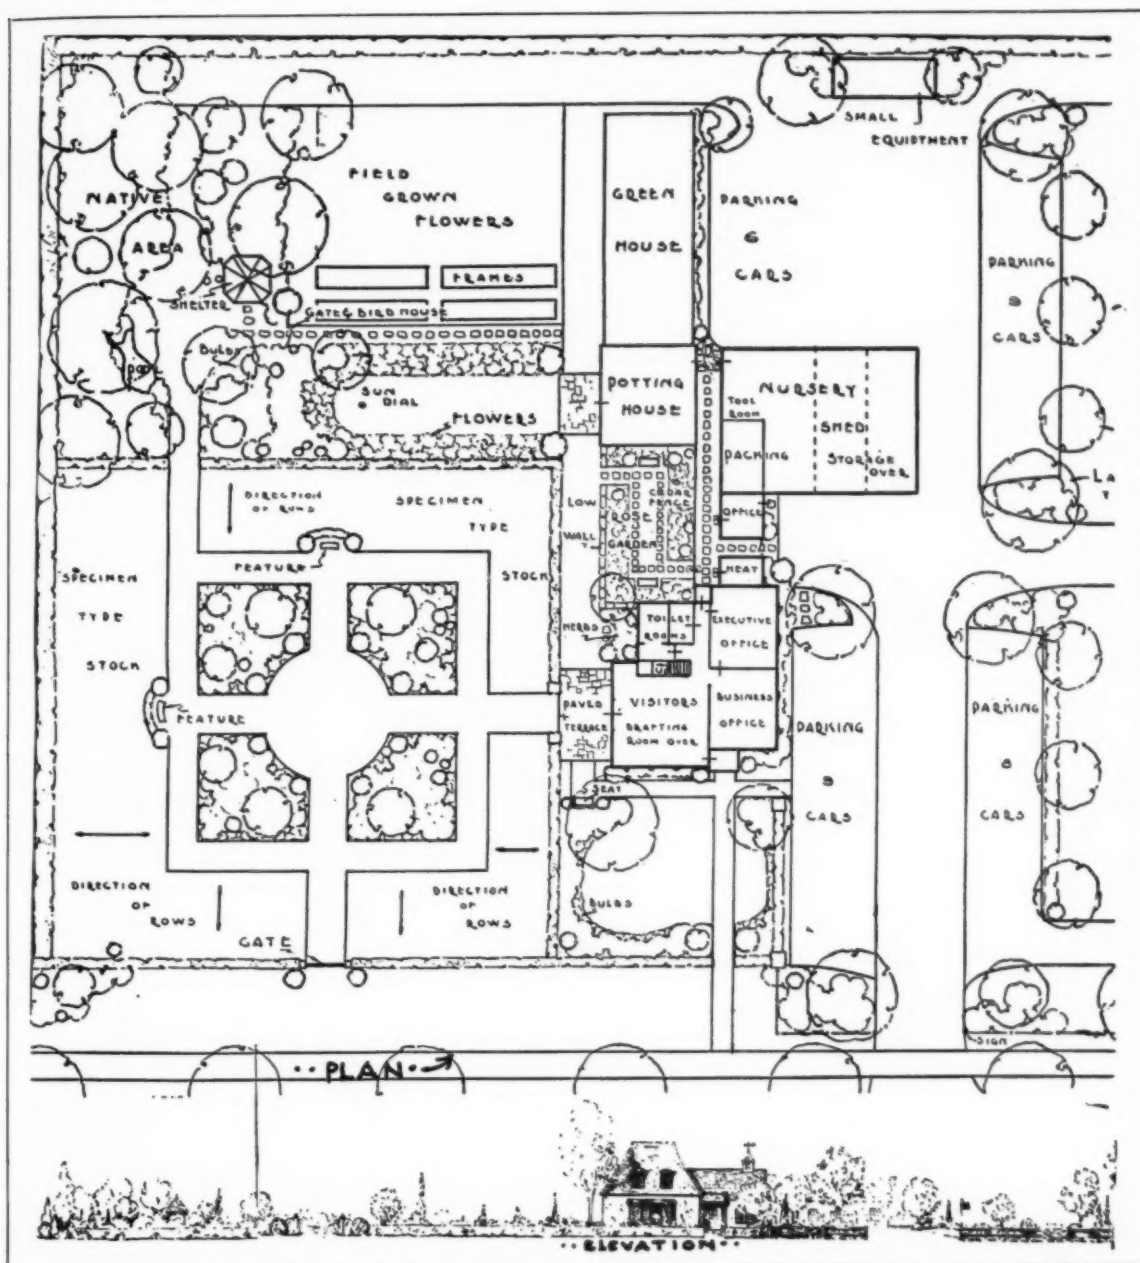 SMALL
EQUIPTMENT
NATIVE
AREA
FIELD
GROWN
FLOWERS
GREEN
HOUSE
PARKING
6
CARS
PARKING
9
CARS
FRAMES
SHELTER
GATE & BIRD HOUSE
BULBS
POOL
SUN
DIAL
FLOWERS
POTTING
HOUSE
NURSERY
TOOL
ROOM
SHED
PACKING
STORAGE
OVER
DIRECTION
OF ROWS
SPECIMEN
TYPE
STOCK
LOW
WALL
CEDAR
FENCE
ROSE
GARDEN
OFFICE
HEAT
FEATURE
SPECIMEN
TYPE
STOCK
HERBS
TOILET
ROOMS
EXECUTIVE
OFFICE
FEATURE
PAVED
TERRACE
VISITORS
DRAFTING
ROOM OVER
BUSINESS
OFFICE
PARKING
9
CARS
PARKING
CARS
SEAT
BULBS
DIRECTION
OF
ROWS
DIRECTION
OF
ROWS
GATE
SIGN
··PLAN··
··ELEVATION··